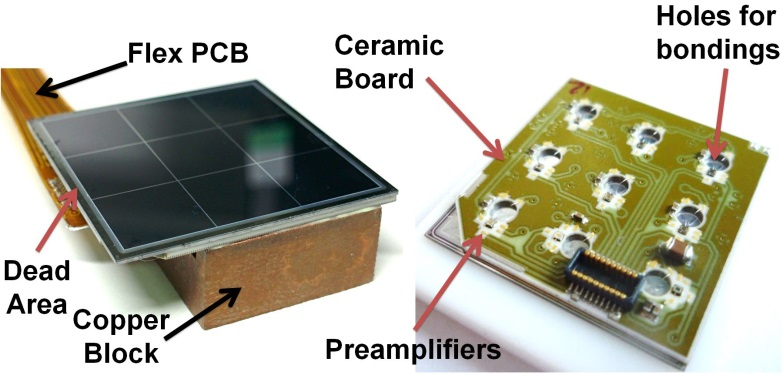 Flex PCB
Dead
Area
Copper
Block
Ceramic
Board
Holes for
bondings
Preamplifiers